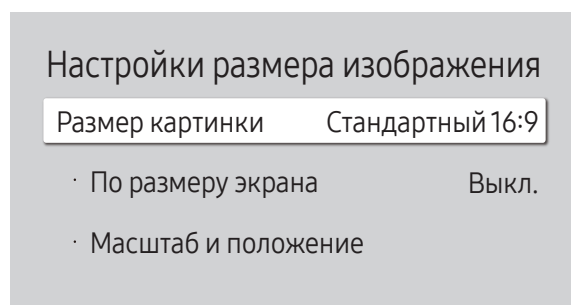 Настройки размера изображения
Размер картинки Стандартный 16:9
· По размеру экрана Выкл.
· Масштаб и положение